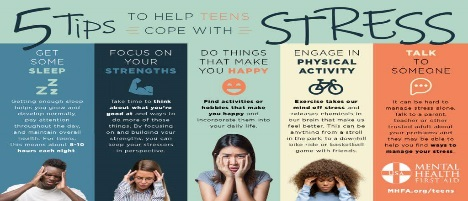 5 TIPS
TO HELP TEENS
COPE WITH
STRESS
GET
SOME
SLEEP
Getting enough sleep
helps you grow and
develop normally,
pay attention
throughout the day,
and maintain overall
health. For teens,
this means about 8-10
hours each night
FOCUS ON
YOUR
STRENGTHS
Take time to think
about what you're
good at and ways to
do more of those
things. By focusing
on and building your
strengths, you can
keep your stressors
in perspective.
DO THINGS
THAT MAKE
YOU HAPPY
Find activities or
hobbies that make
you happy and
incorporate them into
your daily life.
ENGAGE IN
PHYSICAL
ACTIVITY
Exercise takes your
mind off stress and
releases chemicals in
our brain that make us
feel better. This can be
anything from a stroll
in the park to a downhill
bike ride or basketball
game with friends.
TALK
TO
SOMEONE
It can be hard to
manage stress alone.
Talk to a parent,
teacher or other
trusted adult about
your problems and
they may be able to
help you find ways to
manage your stress.
MENTAL
HEALTH
FIRST AID
MHFA.org/teens